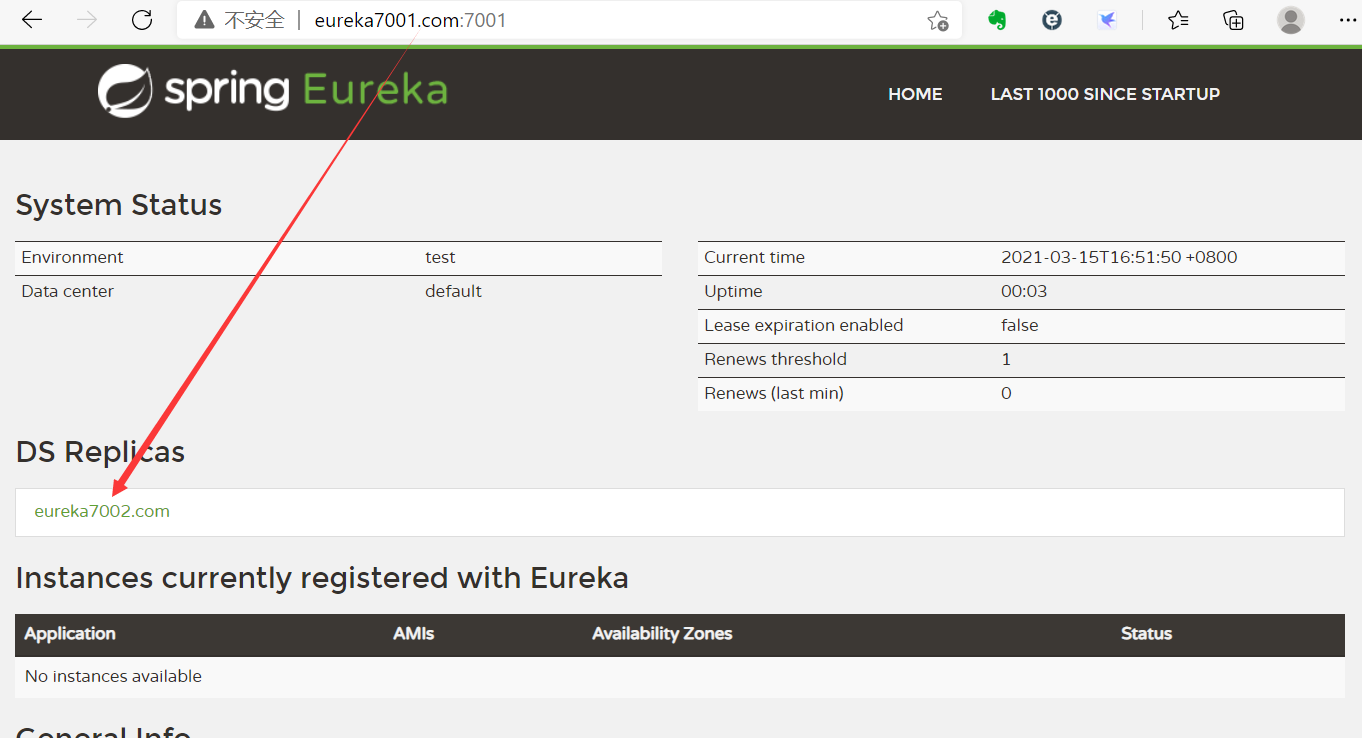 不安全 | eureka7001.com:7001
spring Eureka
HOME LAST 1000 SINCE STARTUP
System Status
Environment test
Data center default
Current time 2021-03-15T16:51:50 +0800
Uptime 00:03
Lease expiration enabled false
Renews threshold 1
Renews (last min) 0
DS Replicas
eureka7002.com
Instances currently registered with Eureka
Application AMIs Availability Zones Status
No instances available
General Info